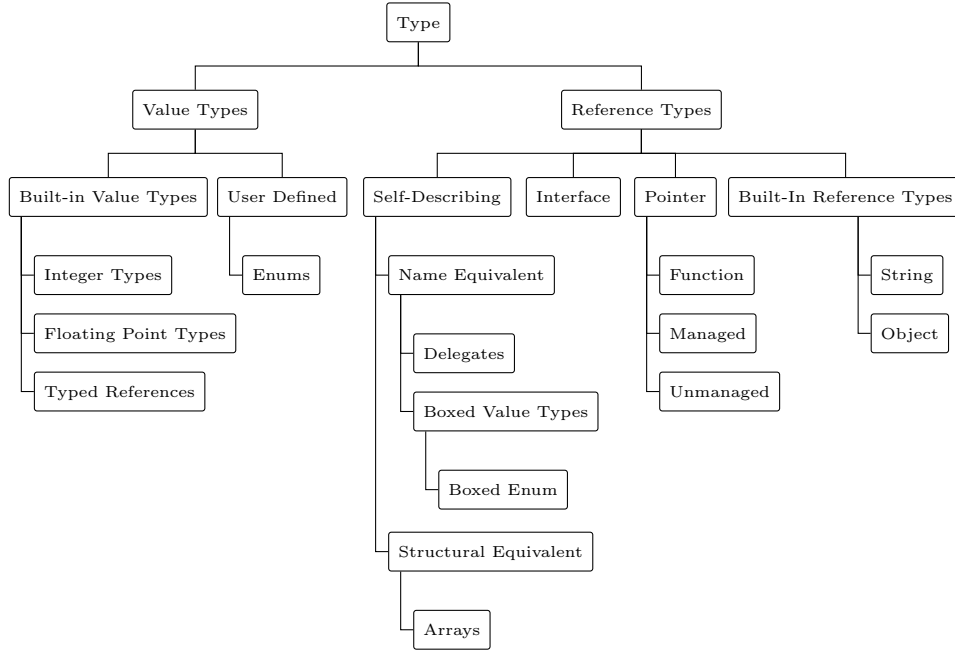 Type
Value Types
Reference Types
Built-in Value Types
User Defined
Self-Describing
Interface
Pointer
Built-In Reference Types
Integer Types
Enums
Name Equivalent
Function
String
Floating Point Types
Managed
Object
Delegates
Typed References
Unmanaged
Boxed Value Types
Boxed Enum
Structural Equivalent
Arrays